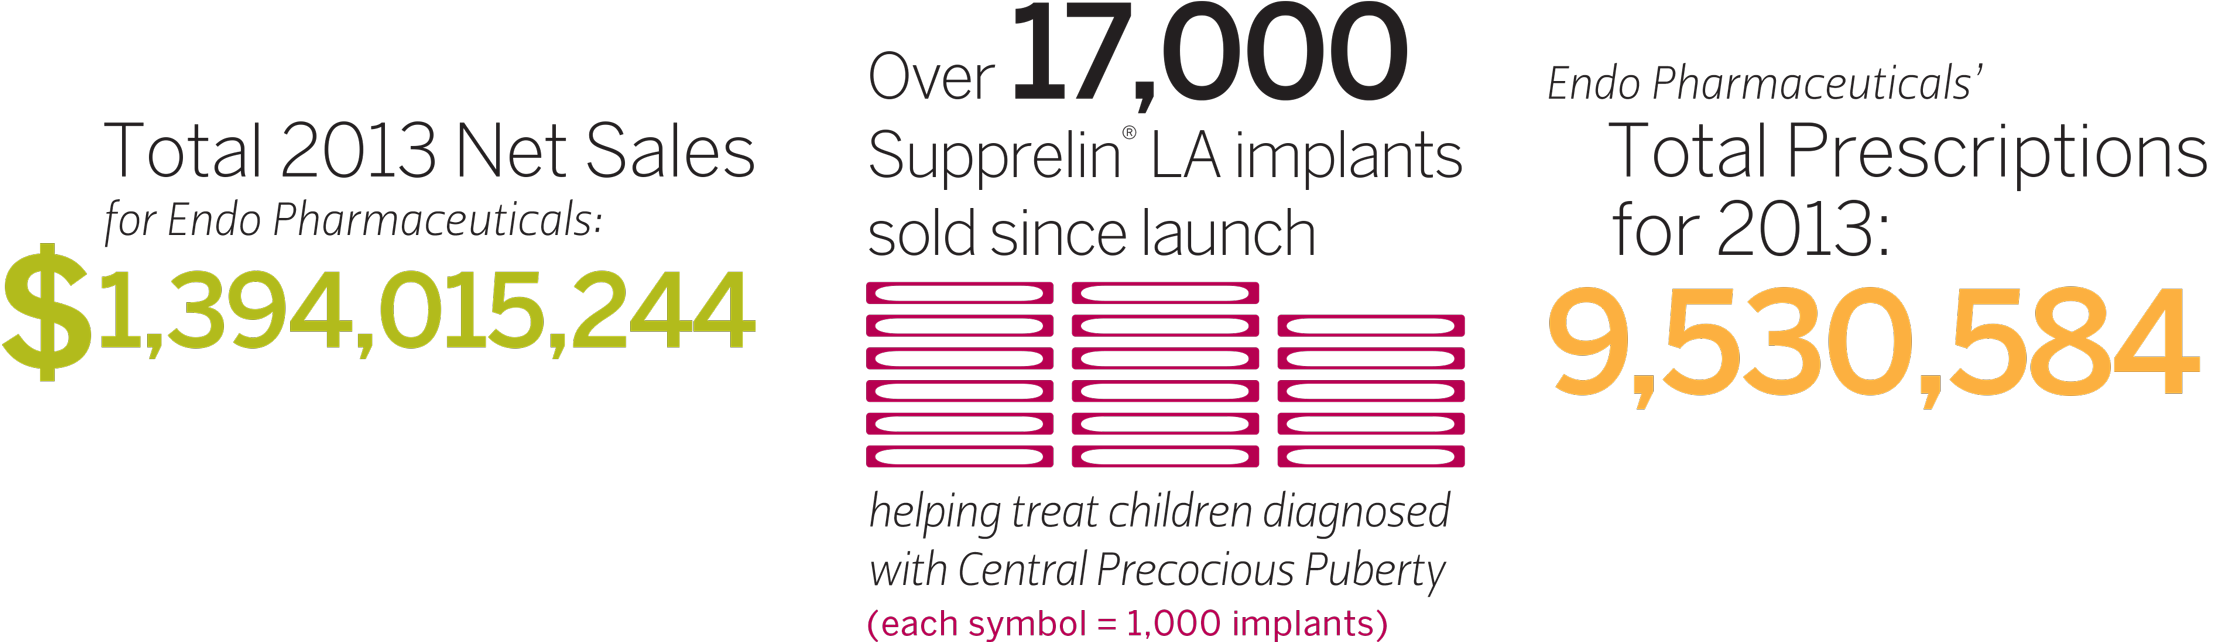 Total 2013 Net Sales
for Endo Pharmaceuticals:
$1,394,015,244
Over 17,000
Supprelin® LA implants
sold since launch
helping treat children diagnosed
with Central Precocious Puberty
(each symbol = 1,000 implants)
Endo Pharmaceuticals’
Total Prescriptions
for 2013:
9,530,584